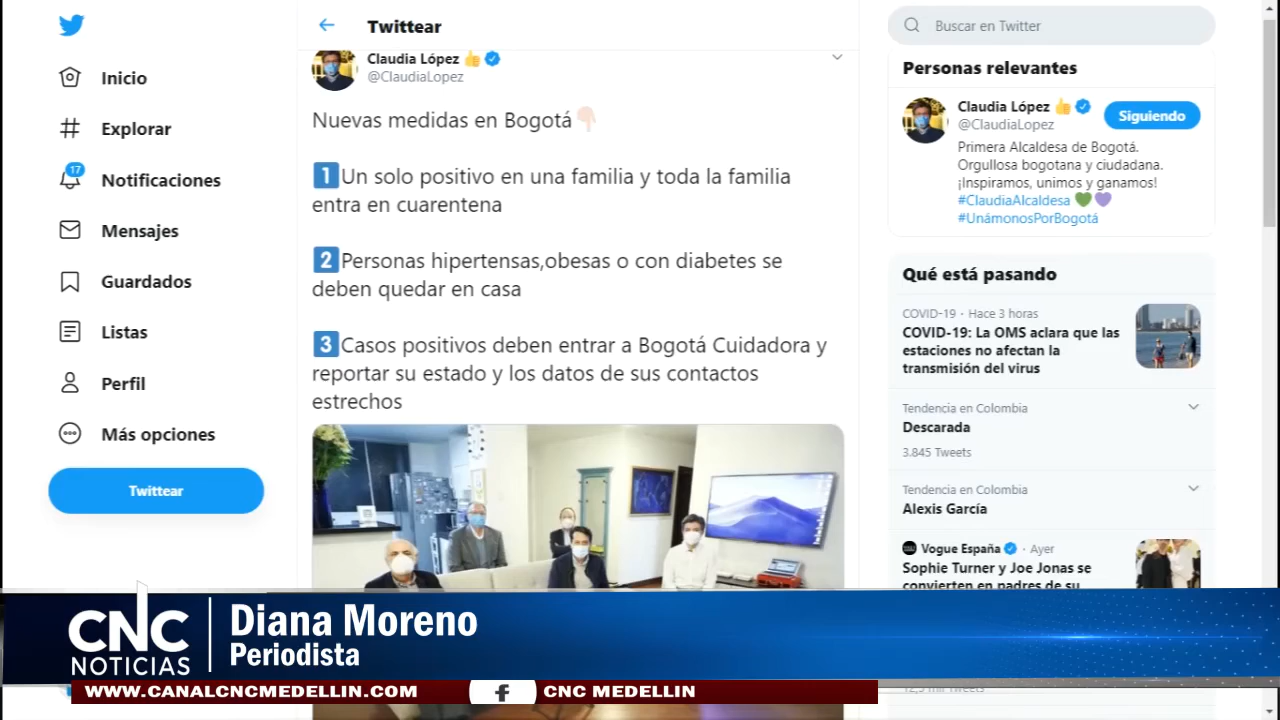 Twittear
Buscar en Twitter
Inicio
Explorar
17
Notificaciones
Mensajes
Guardados
Listas
Perfil
Más opciones
Twittear
Claudia López
@ClaudiaLopez
Nuevas medidas en Bogotá
1 Un solo positivo en una familia y toda la familia
entra en cuarentena
2 Personas hipertensas,obesas o con diabetes se
deben quedar en casa
3 Casos positivos deben entrar a Bogotá Cuidadora y
reportar su estado y los datos de sus contactos
estrechos
Personas relevantes
Claudia López
@ClaudiaLopez
Siguiendo
Primera Alcaldesa de Bogotá.
Orgullosa bogotana y ciudadana.
¡Inspiramos, unimos y ganamos!
#ClaudiaAlcaldesa
#UnámonosPorBogotá
Qué está pasando
COVID-19 · Hace 3 horas
COVID-19: La OMS aclara que las
estaciones no afectan la
transmisión del virus
Tendencia en Colombia
Descarada
3.845 Tweets
Tendencia en Colombia
Alexis García
Vogue España · Ayer
Sophie Turner y Joe Jonas se
convierten en padres de su
CNC
NOTICIAS
Diana Moreno
Periodista
WWW.CANALCNCMEDELLIN.COM
f CNC MEDELLIN